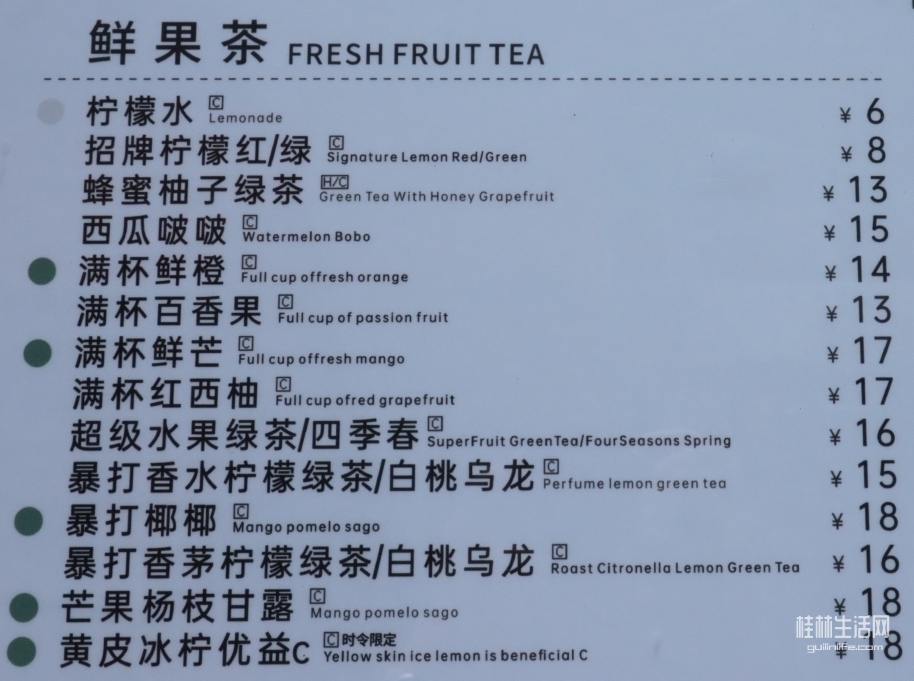 鲜果茶 FRESH FRUIT TEA
柠檬水 C Lemonade ¥ 6
招牌柠檬红/绿 C Signature Lemon Red/Green ¥ 8
蜂蜜柚子绿茶 H/C Green Tea With Honey Grapefruit ¥ 13
西瓜啵啵 C Watermelon Bobo ¥ 15
满杯鲜橙 C Full cup offresh orange ¥ 14
满杯百香果 C Full cup of passion fruit ¥ 13
满杯鲜芒 C Full cup offresh mango ¥ 17
满杯红西柚 C Full cup ofred grapefruit ¥ 17
超级水果绿茶/四季春 C SuperFruit GreenTea/FourSeasons Spring ¥ 16
暴打香水柠檬绿茶/白桃乌龙 C Perfume lemon green tea ¥ 15
暴打椰椰 C Mango pomelo sago ¥ 18
暴打香茅柠檬绿茶/白桃乌龙 C Roast Citronella Lemon Green Tea ¥ 16
芒果杨枝甘露 C Mango pomelo sago ¥ 18
黄皮冰柠优益C C 时令限定 Yellow skin ice lemon is beneficial C ¥ 18
桂林生活网
guilinlife.com